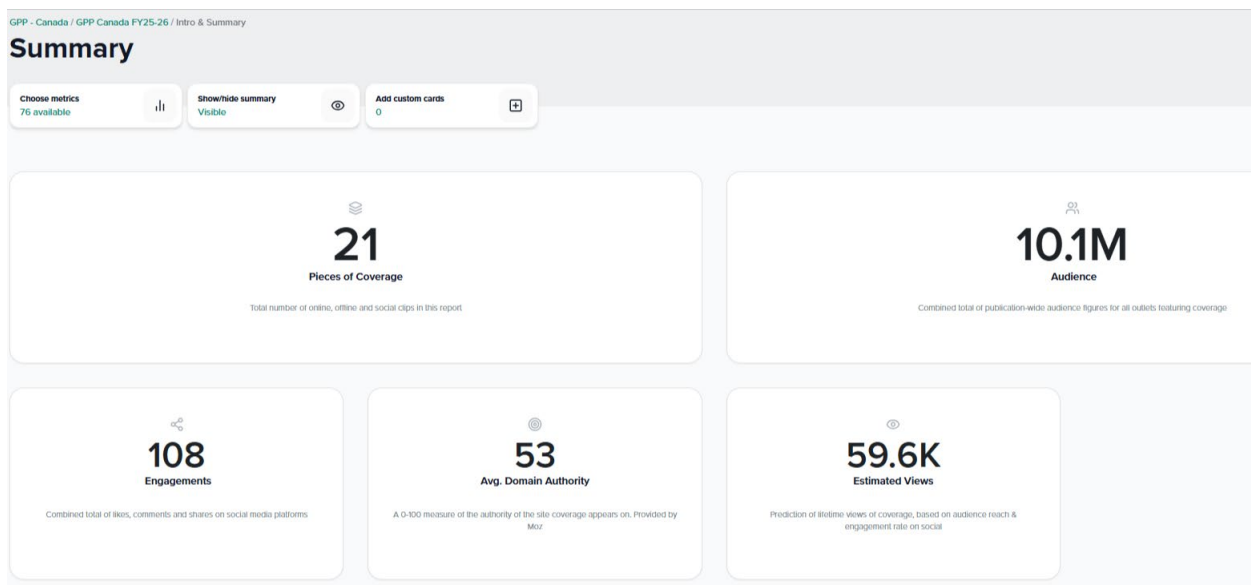 GPP - Canada / GPP Canada FY25-26 / Intro & Summary
Summary
Choose metrics
76 available
Show/hide summary
Visible
Add custom cards
0
21
Pieces of Coverage
Total number of online, offline and social clips in this report
10.1M
Audience
Combined total of publication-wide audience figures for all outlets featuring coverage
108
Engagements
Combined total of likes, comments and shares on social media platforms
53
Avg. Domain Authority
A 0-100 measure of the authority of the site coverage appears on. Provided by
Moz
59.6K
Estimated Views
Prediction of lifetime views of coverage, based on audience reach &
engagement rate on social